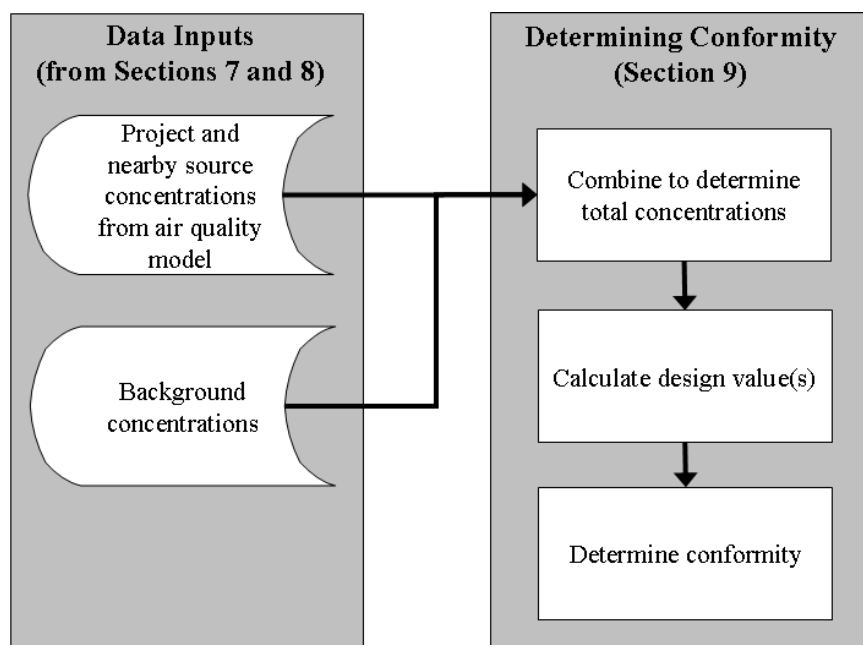 Data Inputs
(from Sections 7 and 8)
Project and
nearby source
concentrations
from air quality
model
Background
concentrations
Determining Conformity
(Section 9)
Combine to determine
total concentrations
Calculate design value(s)
Determine conformity